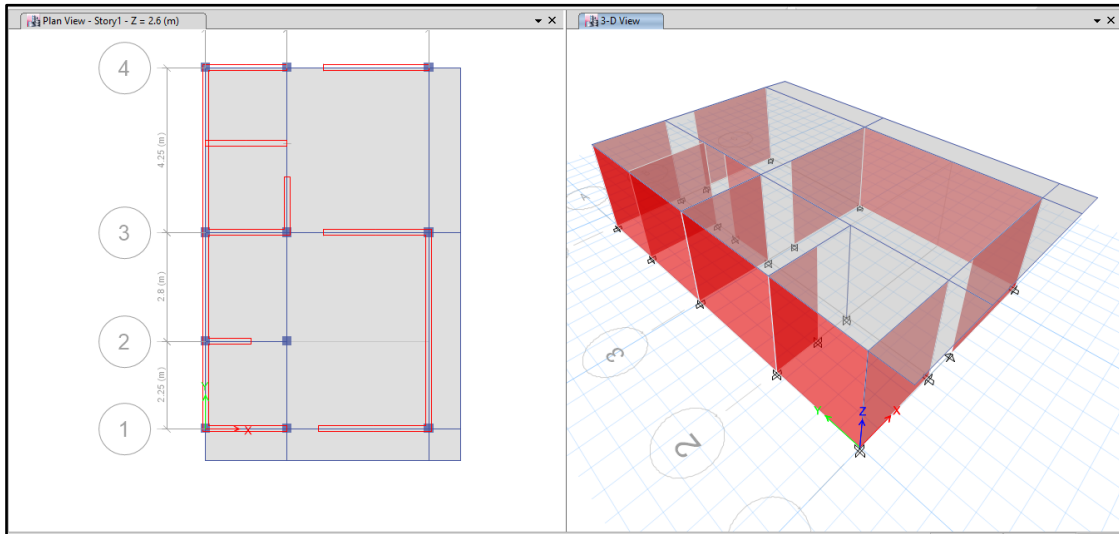 Plan View - Story1 - Z = 2.6 (m)
4
4.25 (m)
3
2.8 (m)
2
2.25 (m)
1
Y
X
3-D View
4
3
2
Y
Z
X